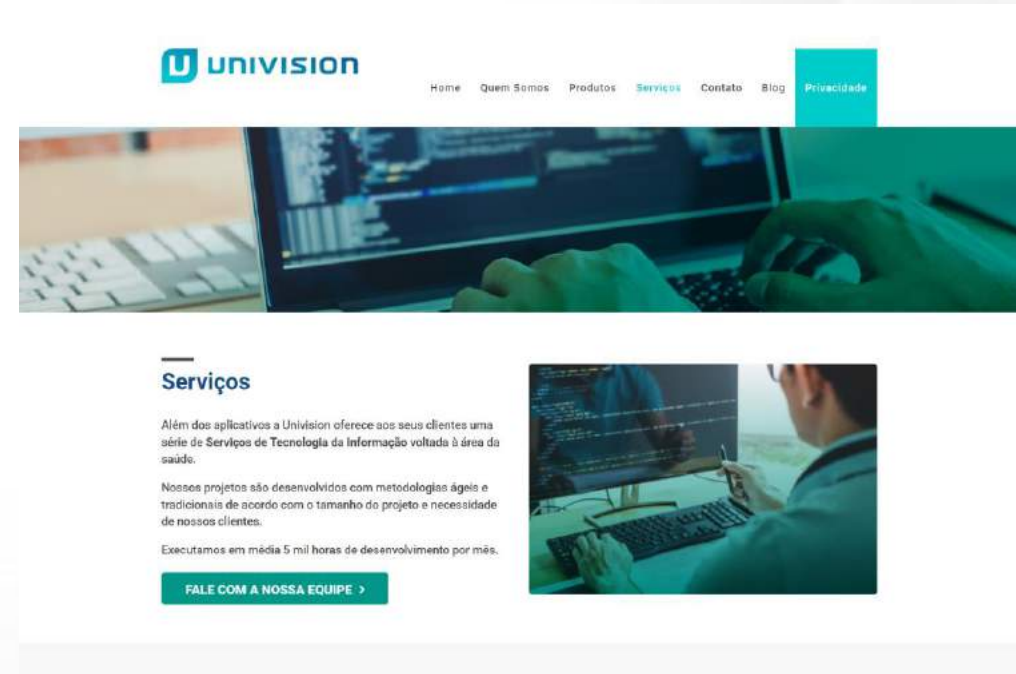 UNIVISION
Home Quem Somos Produtos Serviços Contato Blog Privacidade
Serviços
Além dos aplicativos a Univision oferece aos seus clientes uma
série de Serviços de Tecnologia da Informação voltada à área da
saúde.
Nossos projetos são desenvolvidos com metodologias ágeis e
tradicionais de acordo com o tamanho do projeto e necessidade
de nossos clientes.
Executamos em média 5 mil horas de desenvolvimento por mês.
FALE COM A NOSSA EQUIPE >